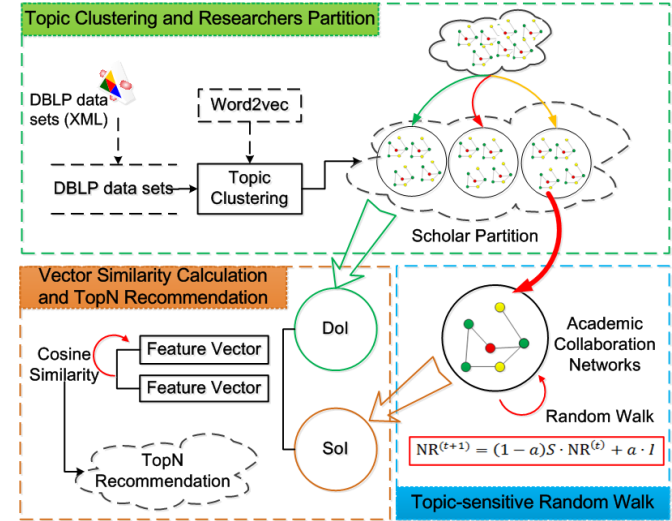 Topic Clustering and Researchers Partition
DBLP data
sets (XML)
Word2vec
DBLP data sets
Topic
Clustering
Scholar Partition
Vector Similarity Calculation
and TopN Recommendation
DoI
Cosine
Similarity
Feature Vector
Feature Vector
SoI
TopN
Recommendation
Academic
Collaboration
Networks
Random Walk
NR⁽ᵗ⁺¹⁾ = (1 − a)S · NR⁽ᵗ⁾ + a · I
Topic-sensitive Random Walk